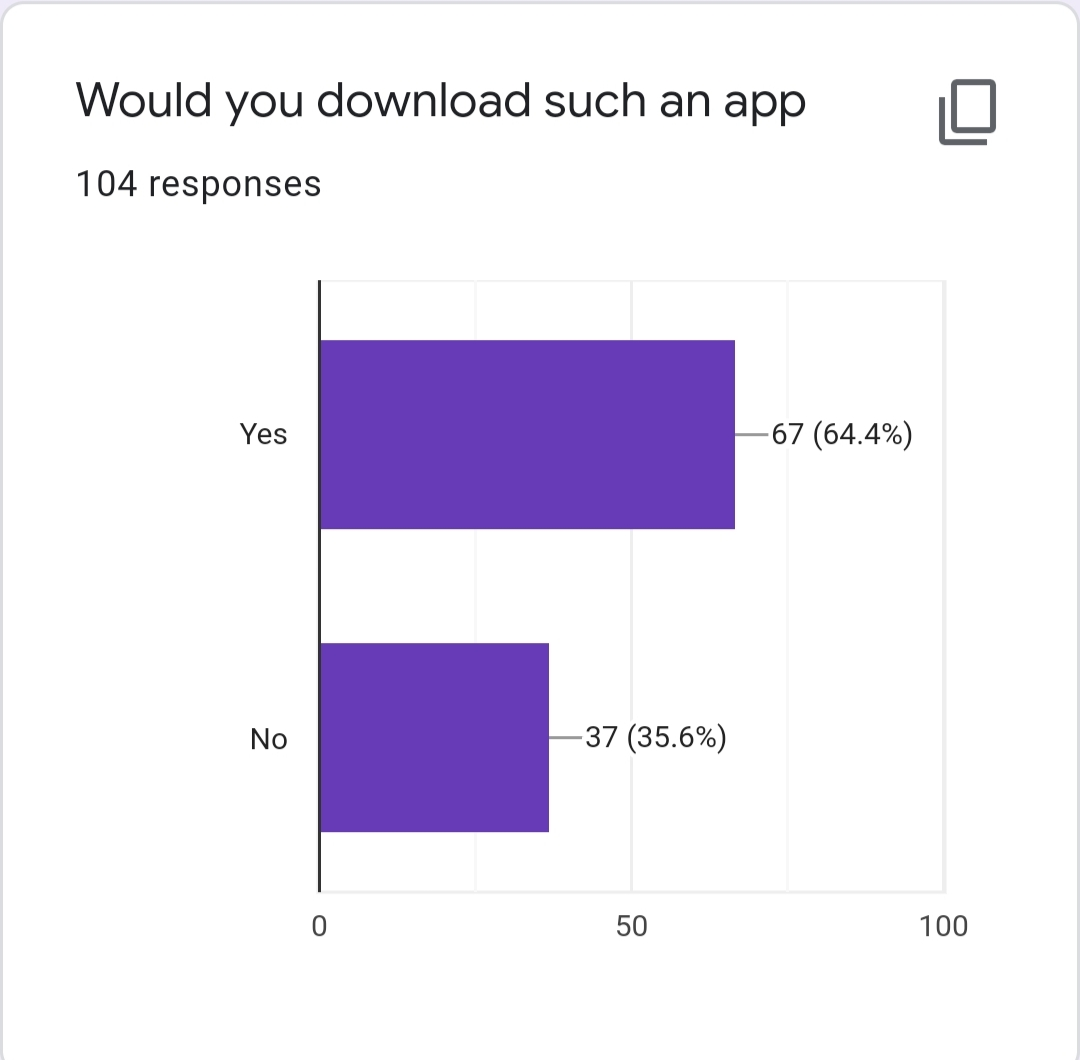 Would you download such an app
104 responses
Yes
67 (64.4%)
No
37 (35.6%)
0 50 100